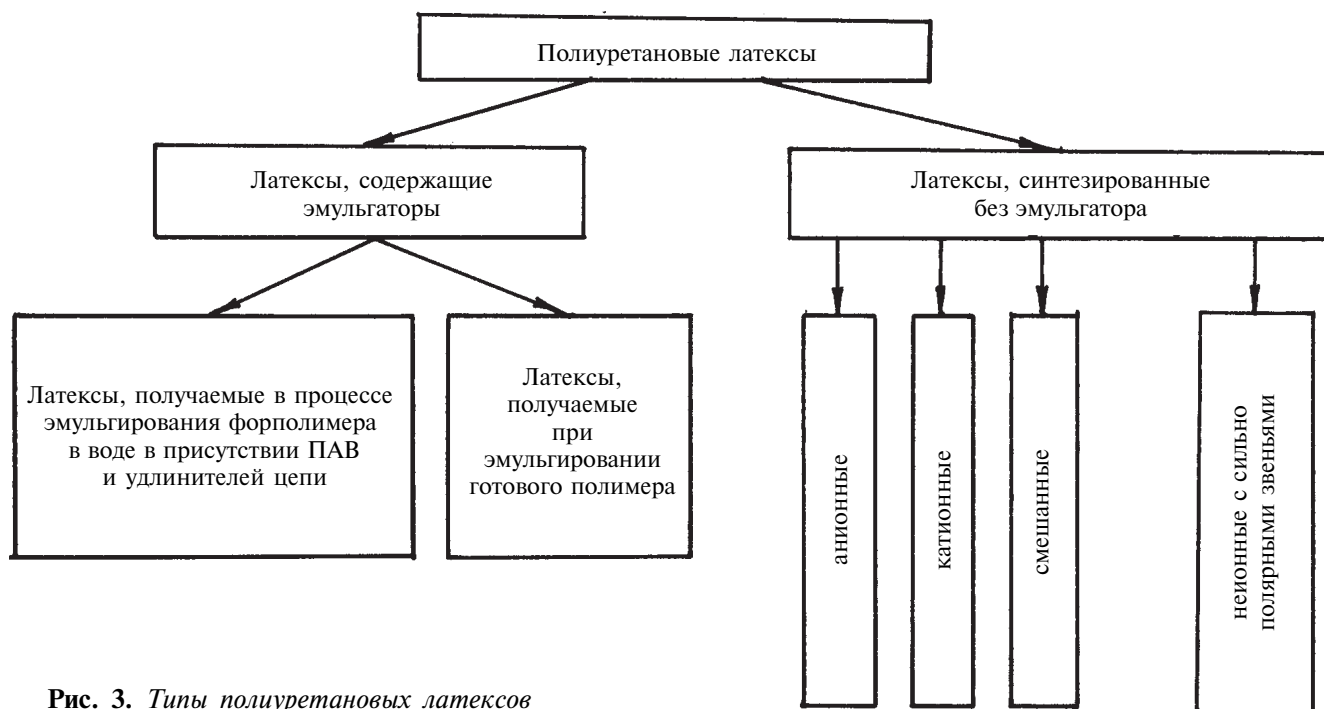 Полиуретановые латексы
Латексы, содержащие
эмульгаторы
Латексы, синтезированные
без эмульгатора
Латексы, получаемые в процессе
эмульгирования форполимера
в воде в присутствии ПАВ
и удлинителей цепи
Латексы,
получаемые
при
эмульгировании
готового полимера
анионные
катионные
смешанные
неионные с сильно
полярными звеньями
Рис. 3. Типы полиуретановых латексов